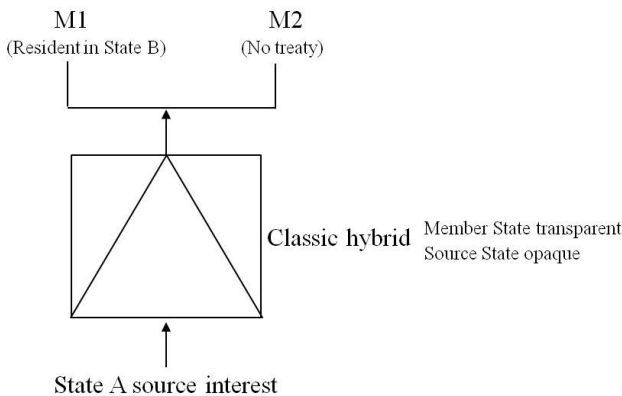 M1
M2
(Resident in State B)
(No treaty)
Classic hybrid
Member State transparent
Source State opaque
State A source interest